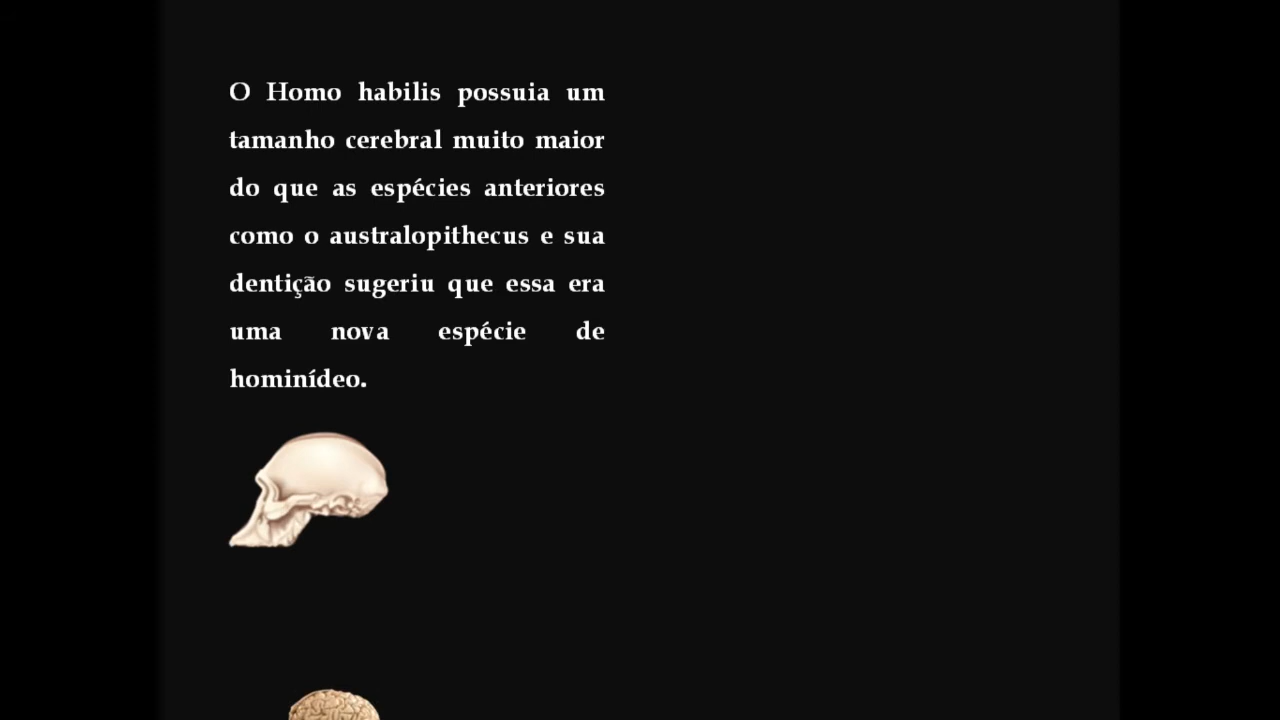 O Homo habilis possuia um
tamanho cerebral muito maior
do que as espécies anteriores
como o australopithecus e sua
dentição sugeriu que essa era
uma nova espécie de
hominídeo.